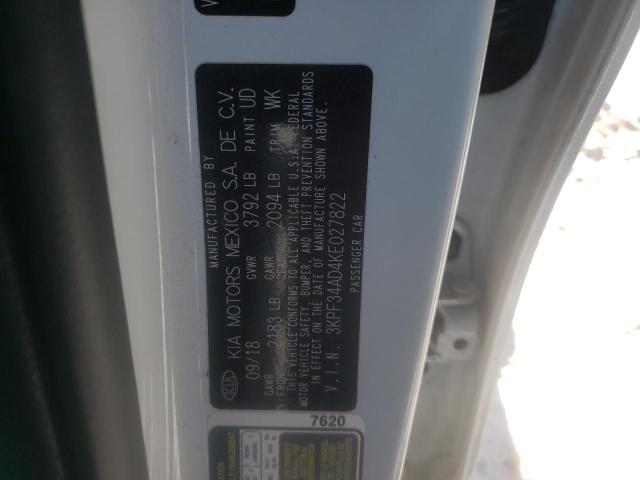 MANUFACTURED BY
KIA KIA MOTORS MEXICO S.A. DE C.V.
09/18 GVWR 3792 LB PAINT UD
GAWR FRONT 2183 LB GAWR REAR 2094 LB TRIM WK
THIS VEHICLE CONFORMS TO ALL APPLICABLE U.S.A. FEDERAL
MOTOR VEHICLE SAFETY, BUMPER, AND THEFT PREVENTION STANDARDS
IN EFFECT ON THE DATE OF MANUFACTURE SHOWN ABOVE.
V.I.N. 3KPF34AD4KE027822
PASSENGER CAR
7620